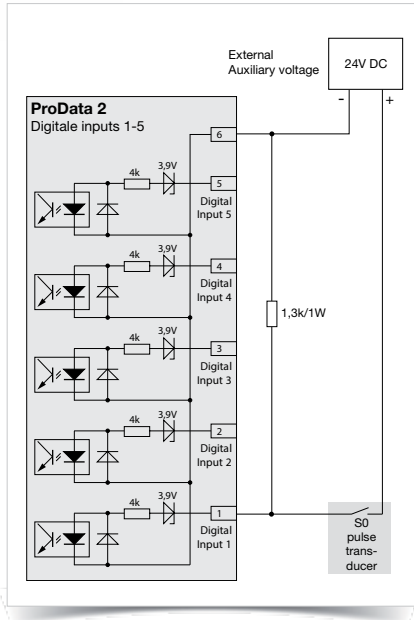 External
Auxiliary voltage
24V DC
-
+
ProData 2
Digitale inputs 1-5
6
4k
3,9V
5
Digital
Input 5
4k
3,9V
4
Digital
Input 4
1,3k/1W
4k
3,9V
3
Digital
Input 3
4k
3,9V
2
Digital
Input 2
4k
3,9V
1
Digital
Input 1
S0
pulse
trans-
ducer